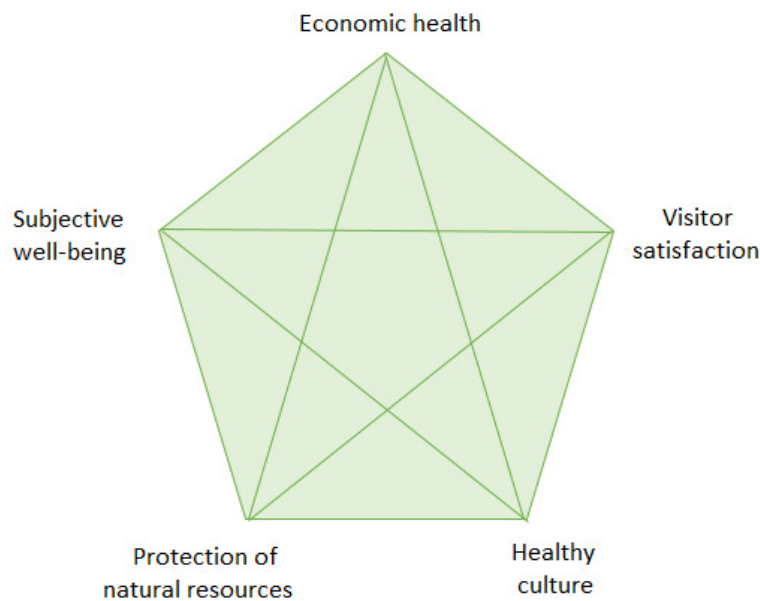 Economic health
Subjective
well-being
Visitor
satisfaction
Protection of
natural resources
Healthy
culture